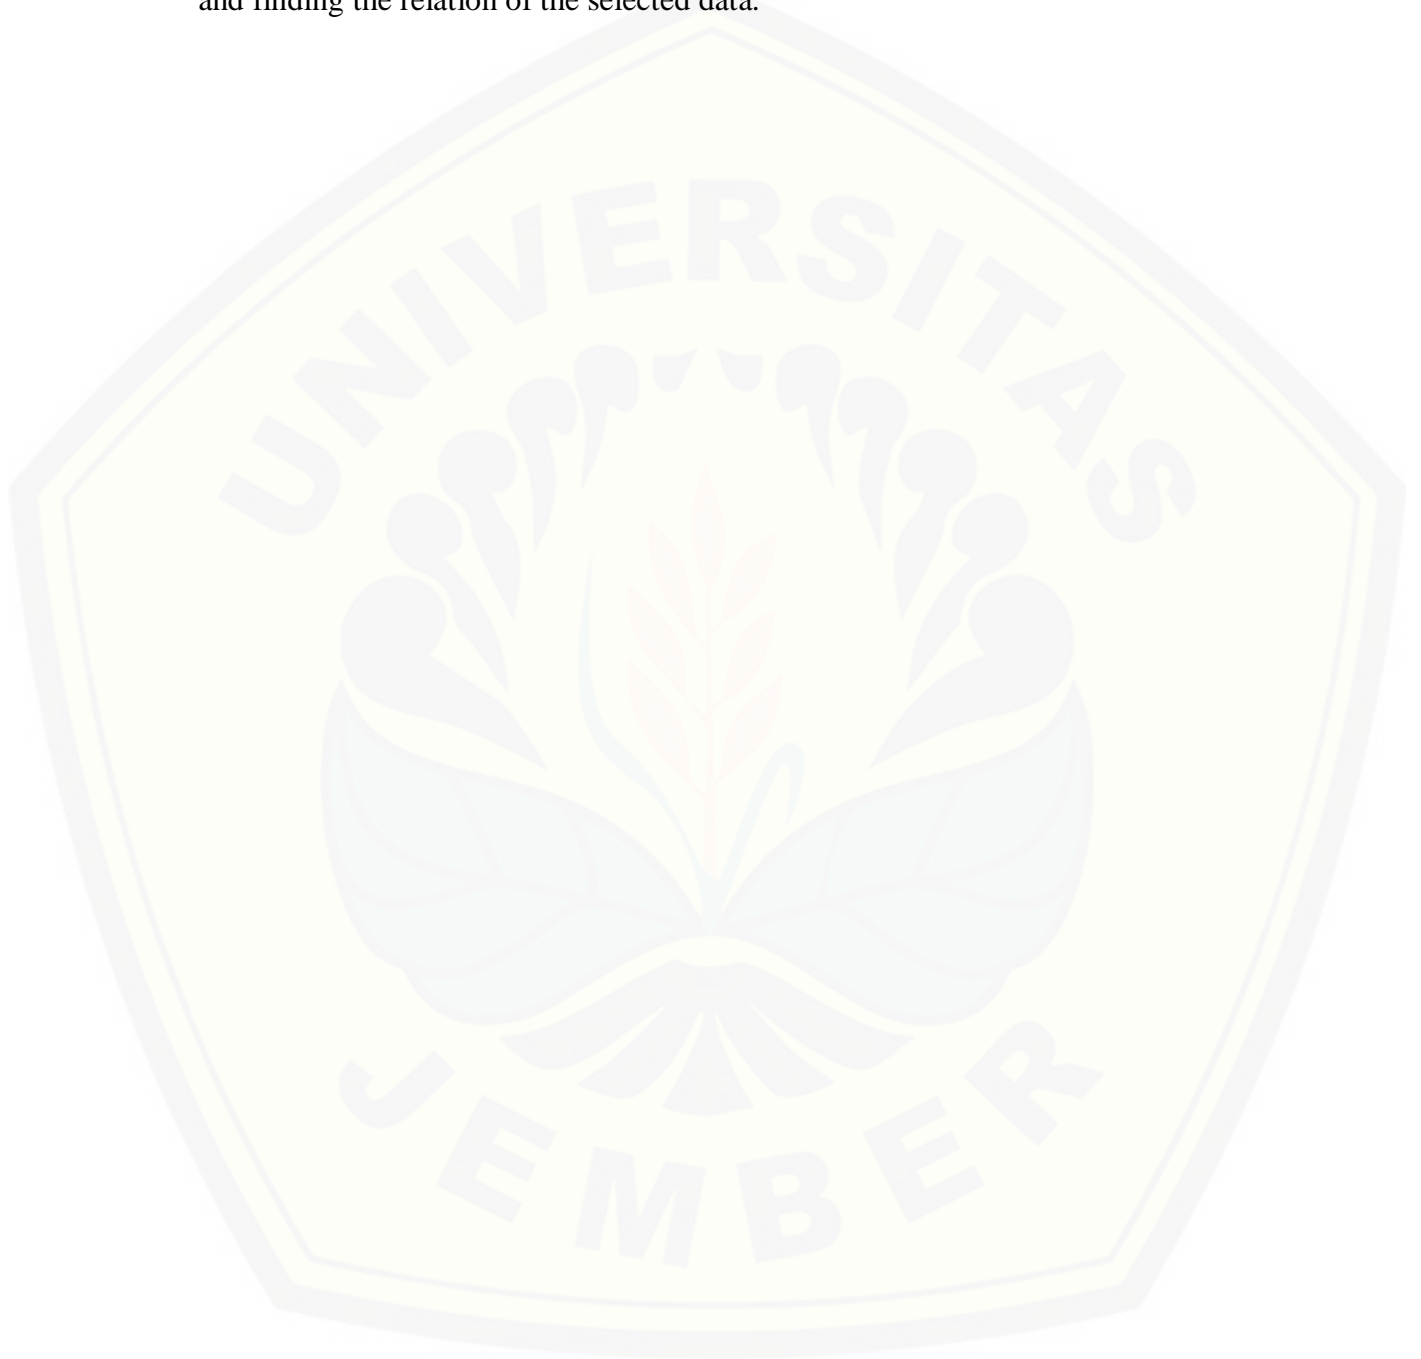 and finding the relation of the selected data.
UNIVERSITAS
JEMBER